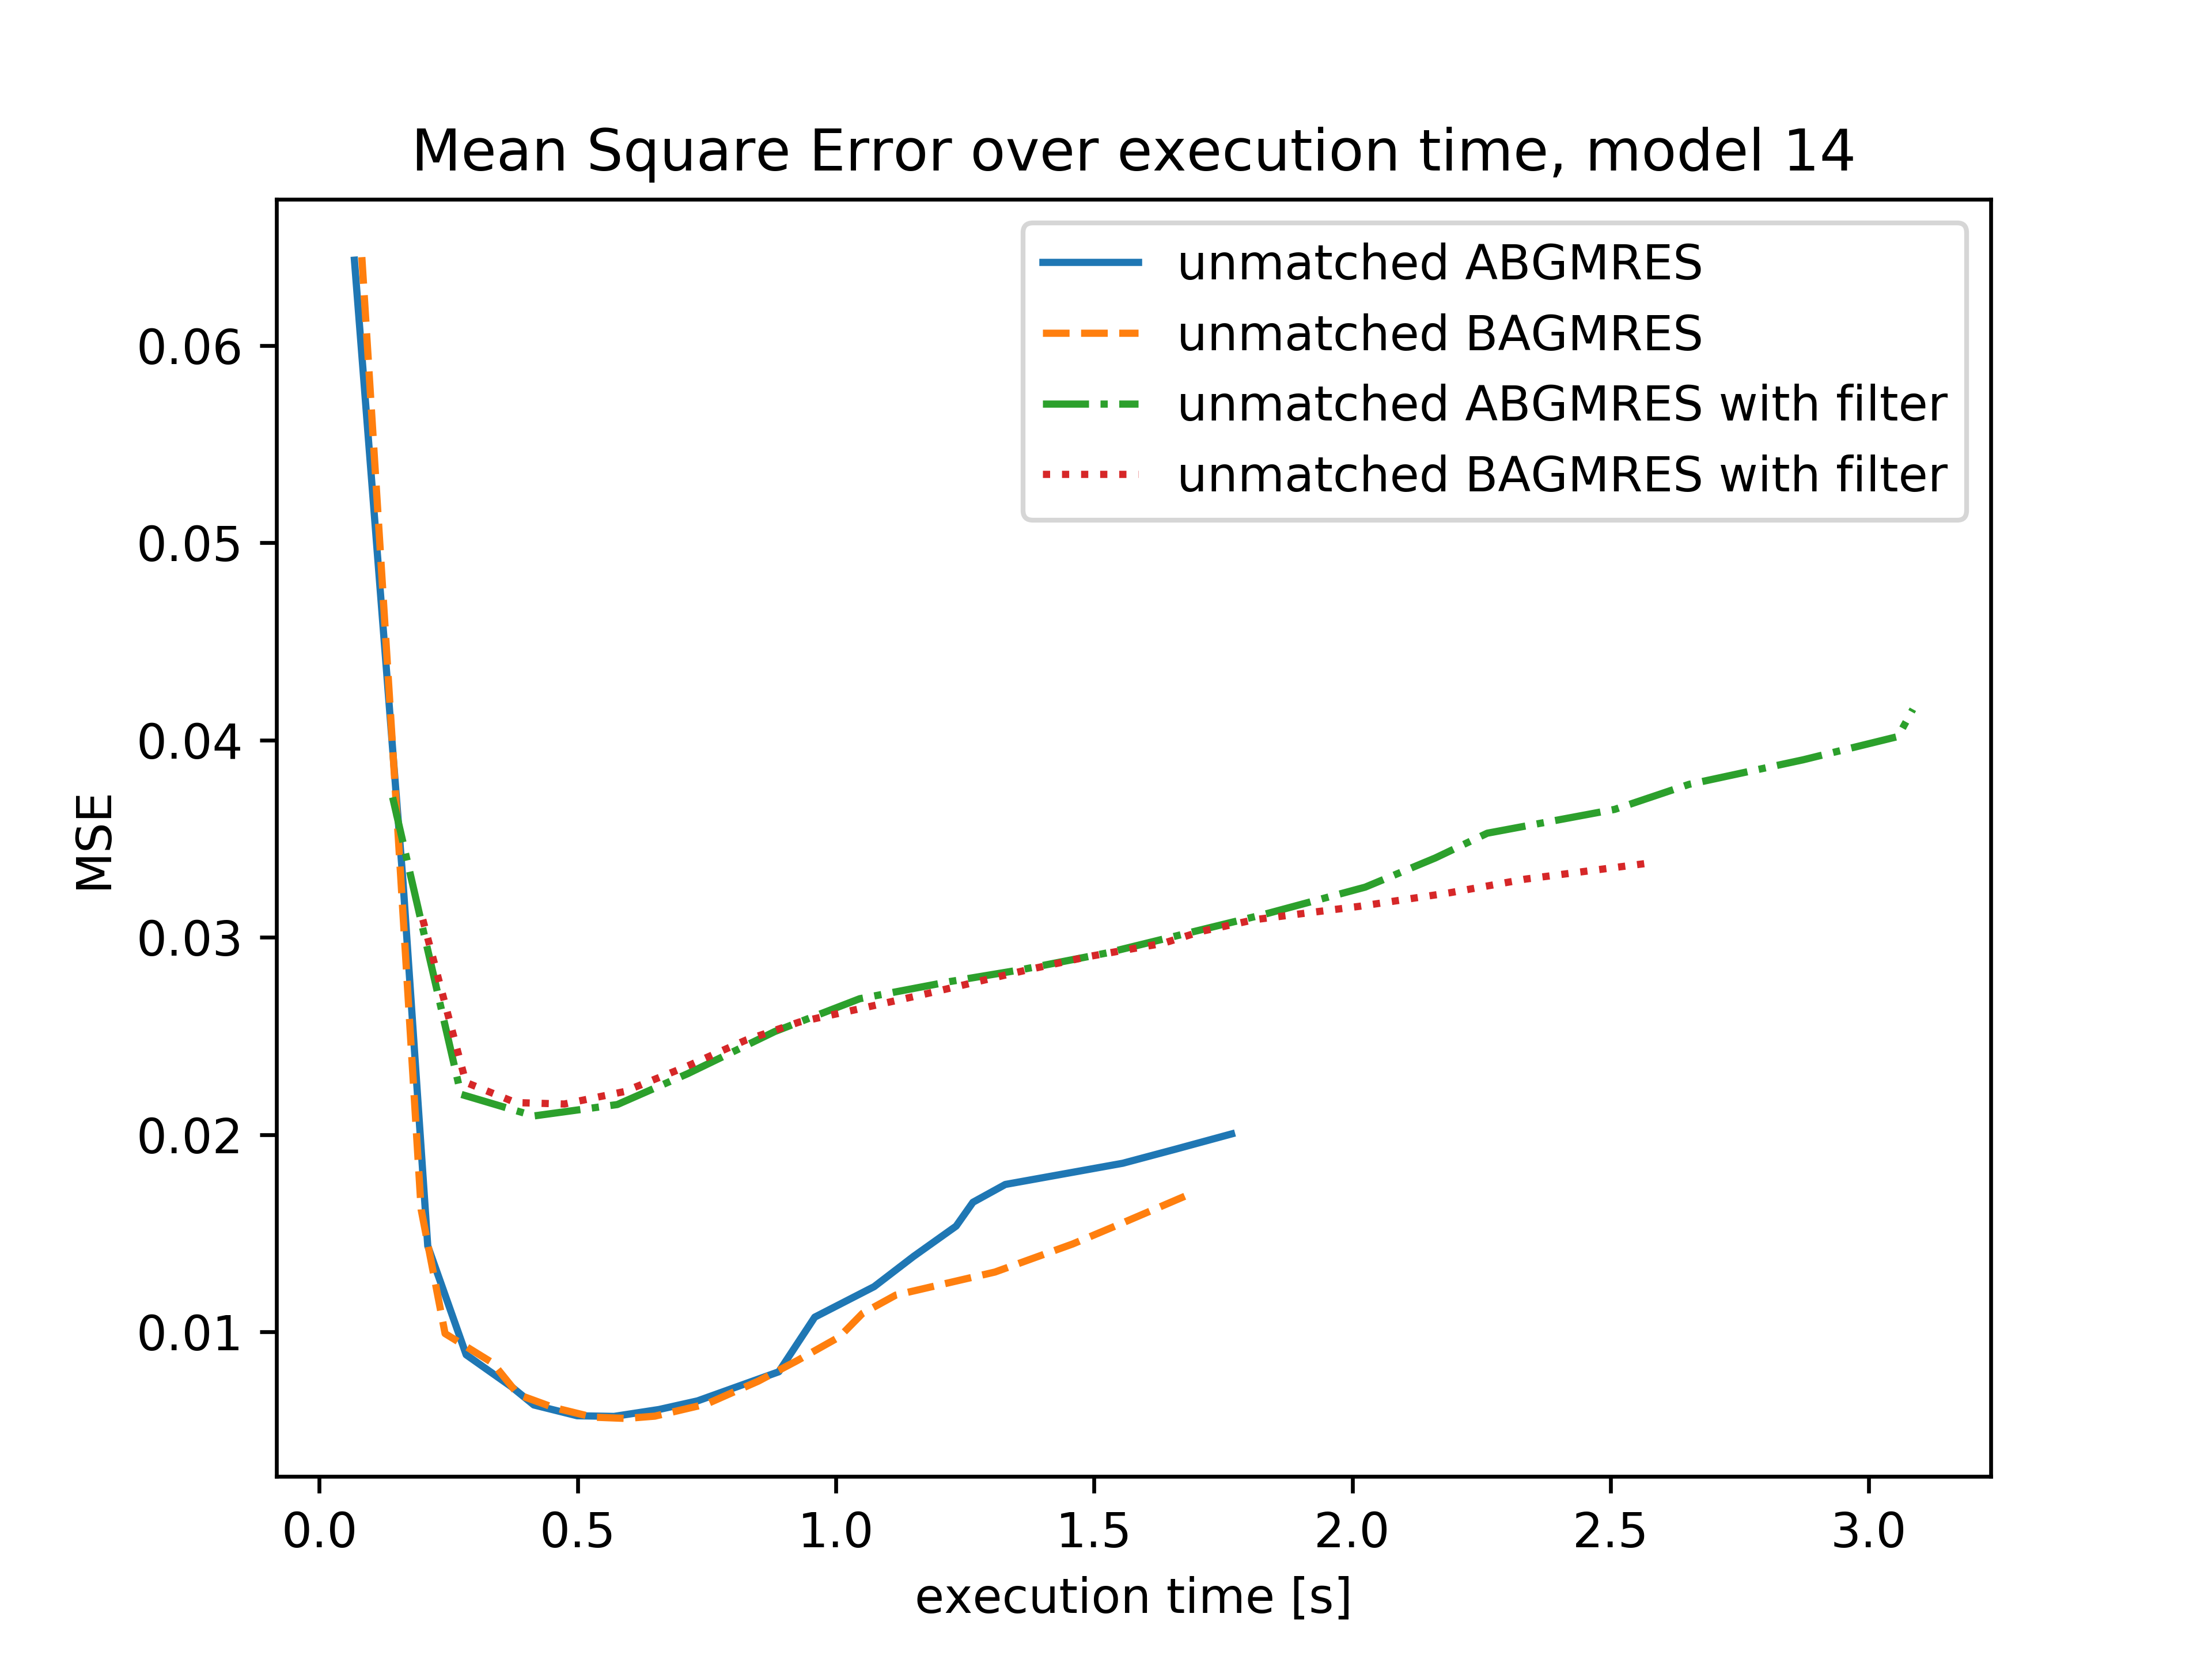 Mean Square Error over execution time, model 14
unmatched ABGMRES
unmatched BAGMRES
unmatched ABGMRES with filter
unmatched BAGMRES with filter
MSE
0.06
0.05
0.04
0.03
0.02
0.01
0.0 0.5 1.0 1.5 2.0 2.5 3.0
execution time [s]